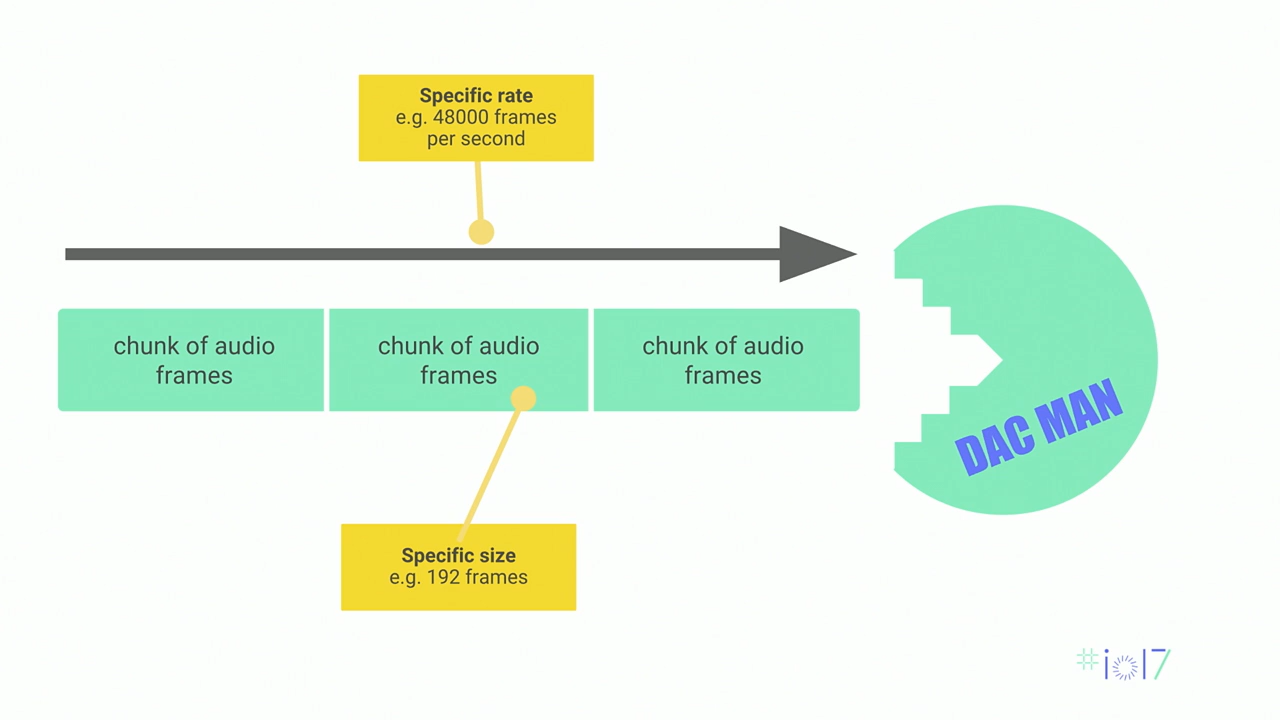 Specific rate
e.g. 48000 frames
per second
chunk of audio
frames
chunk of audio
frames
chunk of audio
frames
DAC MAN
Specific size
e.g. 192 frames
#io17